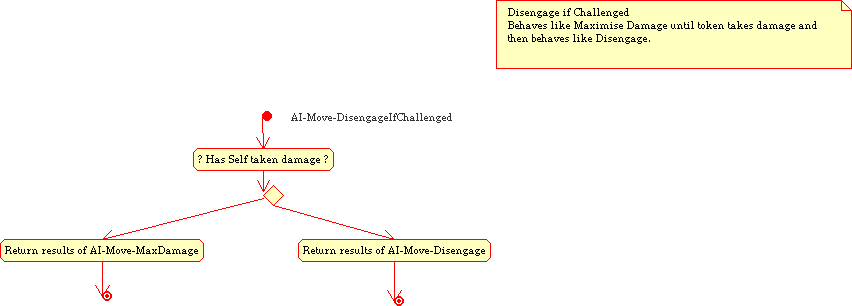 Disengage if Challenged
Behaves like Maximise Damage until token takes damage and
then behaves like Disengage.
AI-Move-DisengageIfChallenged
? Has Self taken damage ?
Return results of AI-Move-MaxDamage
Return results of AI-Move-Disengage